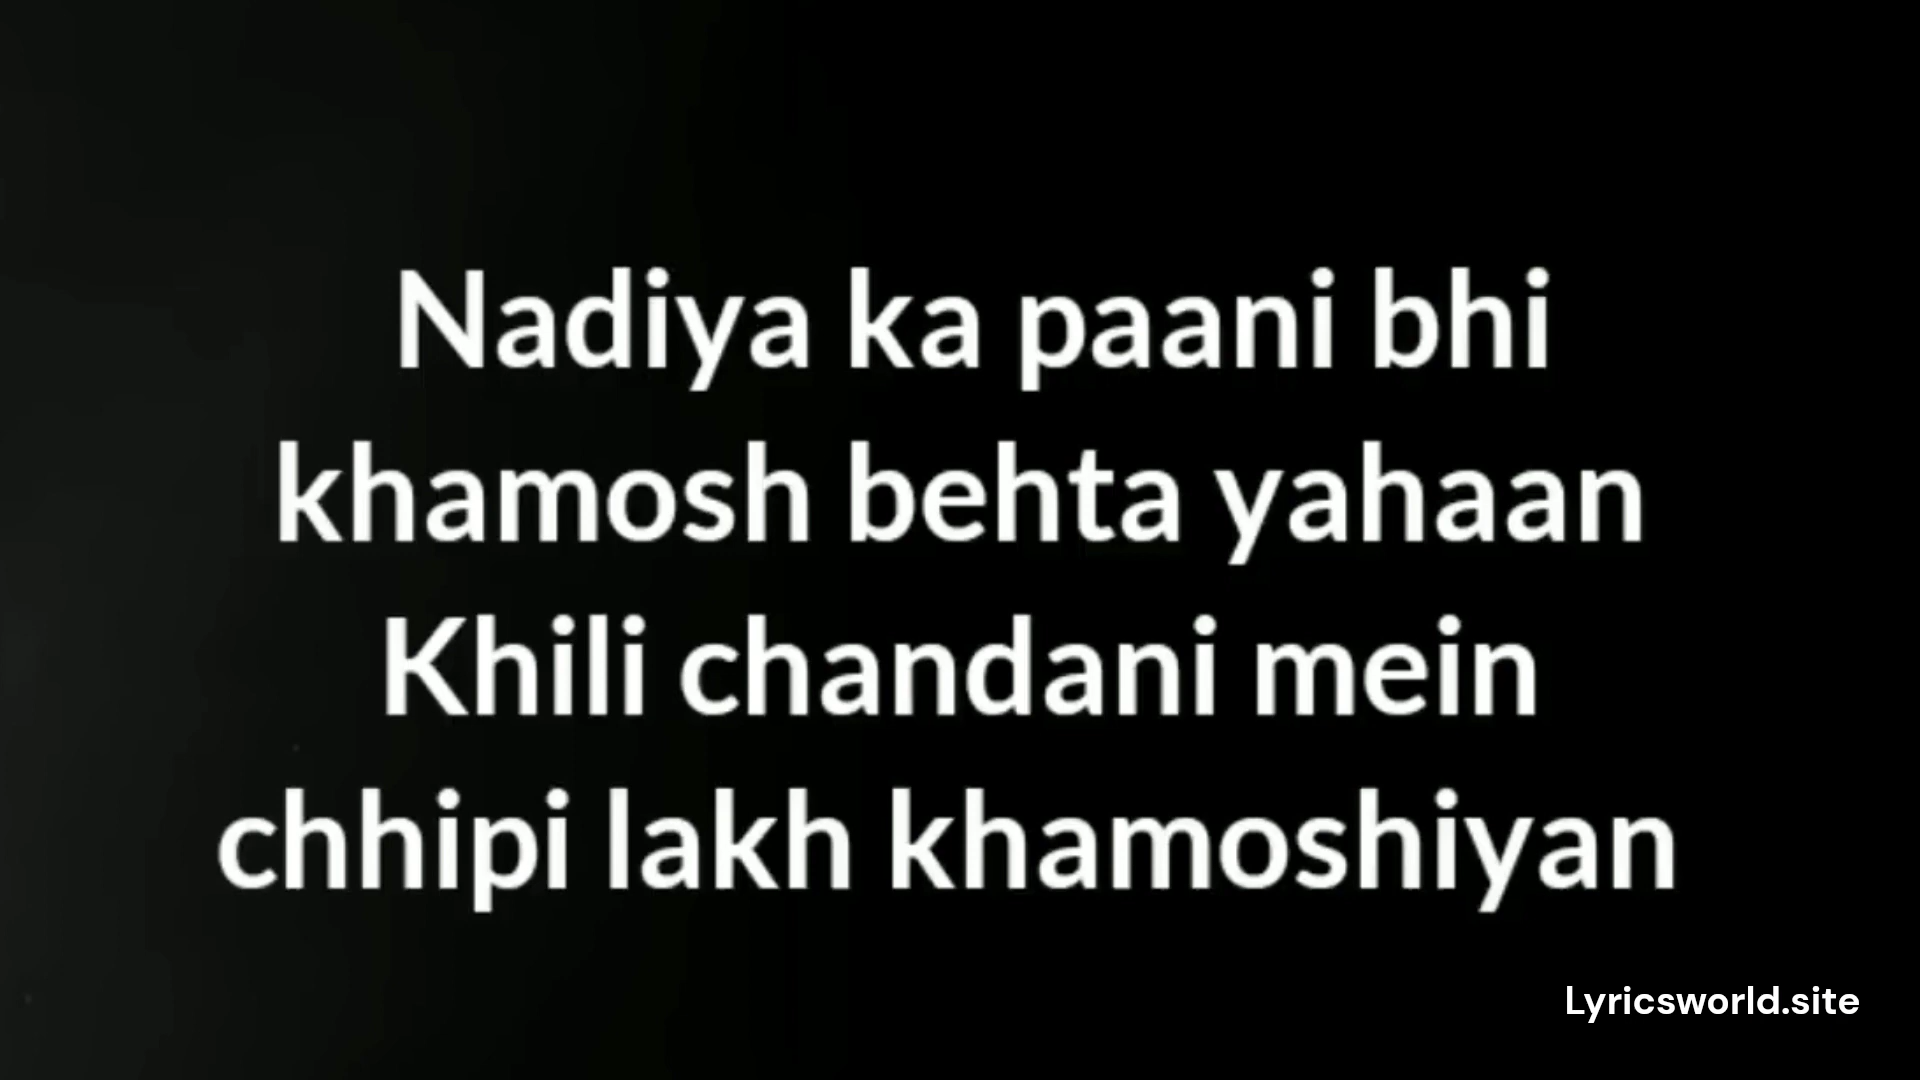 Nadiya ka paani bhi
khamosh behta yahaan
Khili chandani mein
chhipi lakh khamoshiyan
Lyricsworld.site